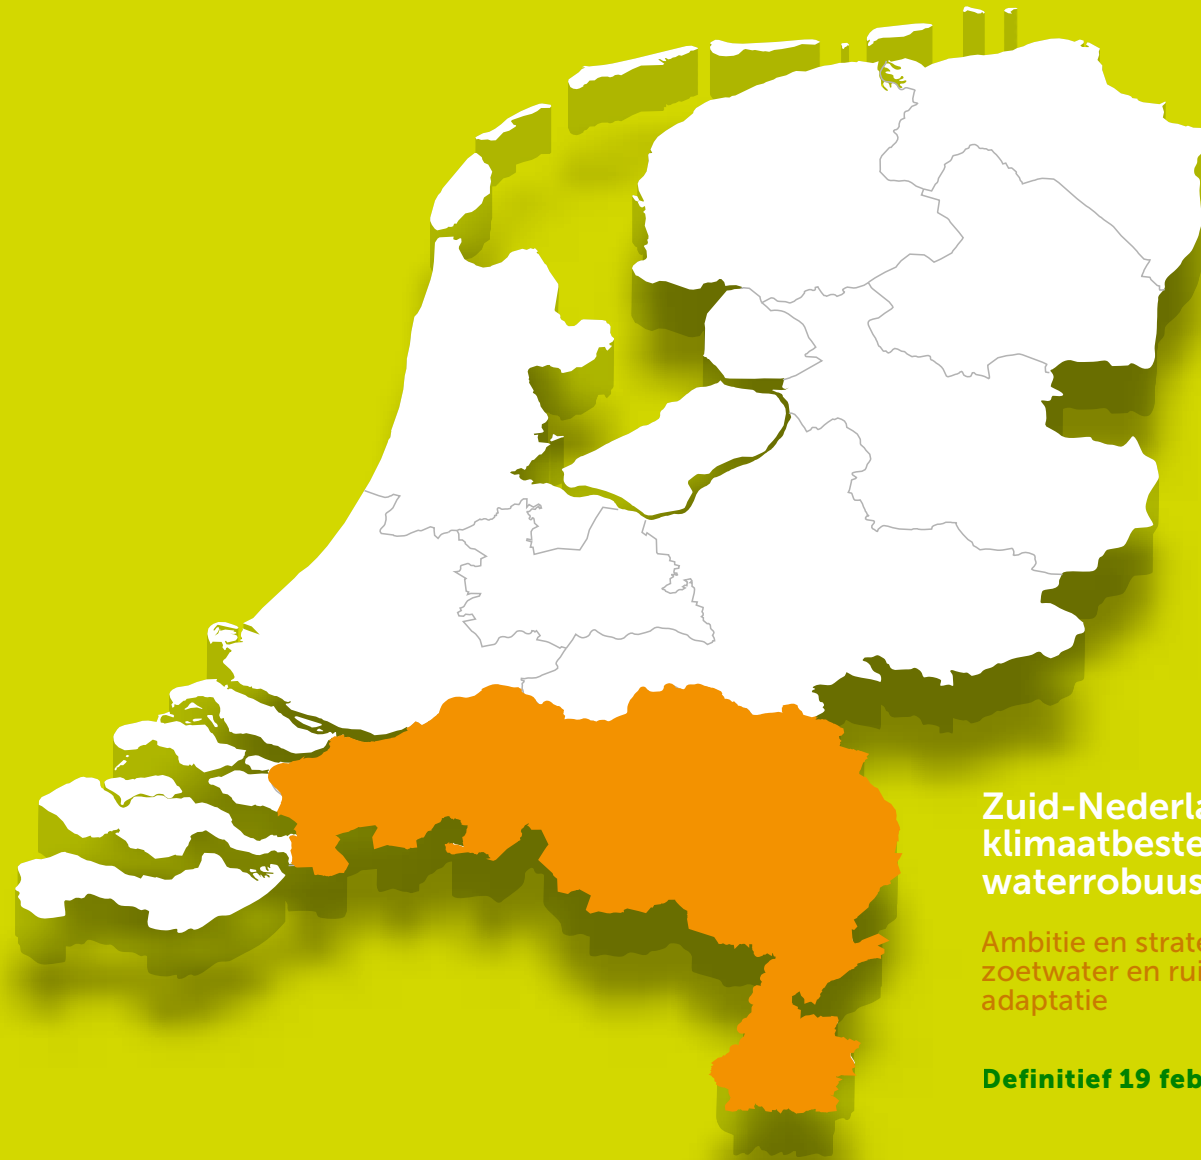 Zuid-Nederla
klimaatbeste
waterrobuus
Ambitie en strate
zoetwater en rui
adaptatie
Definitief 19 feb